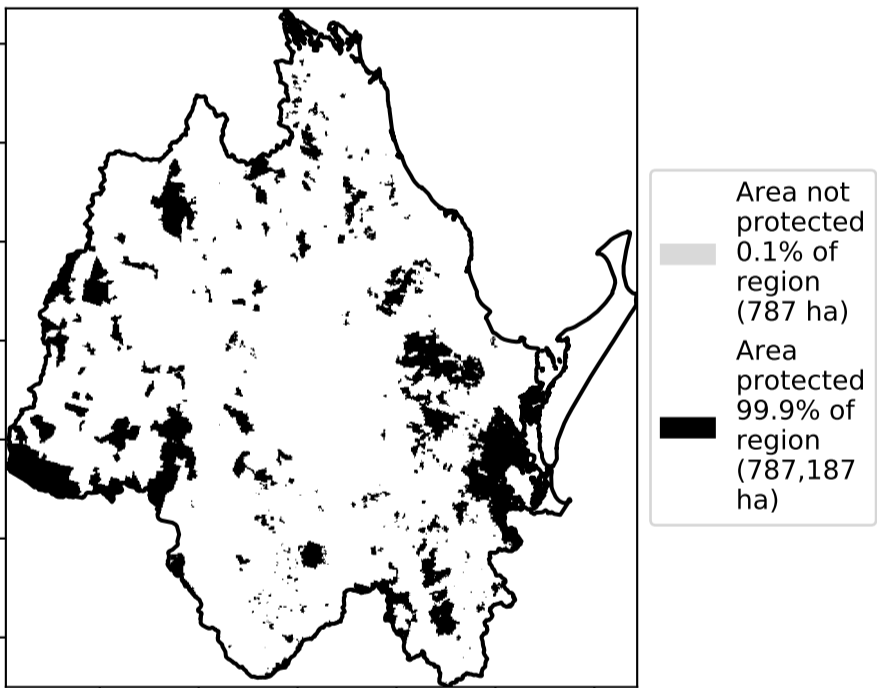 Area not
protected
0.1% of
region
(787 ha)
Area
protected
99.9% of
region
(787,187
ha)